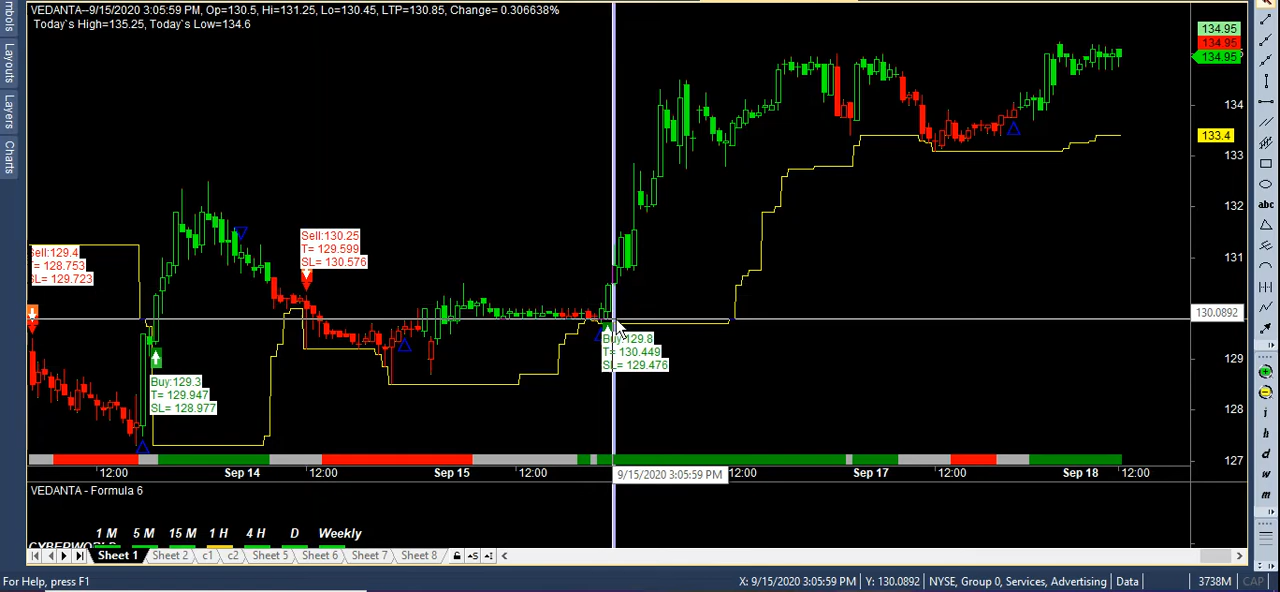 VEDANTA--9/15/2020 3:05:59 PM, Op=130.5, Hi=131.25, Lo=130.45, LTP=130.85, Change= 0.306638%
Today`s High=135.25, Today`s Low=134.6
Layouts
Layers
Charts
134.95
134.95
134.95
134
133.4
133
132
131
130.0892
129
128
127
Sell:129.4
T= 128.753
SL= 129.723
Sell:130.25
T= 129.599
SL= 130.576
Buy:129.8
T= 130.449
SL= 129.476
Buy:129.3
T= 129.947
SL= 128.977
12:00
Sep 14
12:00
Sep 15
12:00
9/15/2020 3:05:59 PM
12:00
Sep 17
12:00
Sep 18
12:00
VEDANTA - Formula 6
1 M 5 M 15 M 1 H 4 H D Weekly
Sheet 1 Sheet 2 c1 c2 Sheet 5 Sheet 6 Sheet 7 Sheet 8
abc
i
h
d
w
m
For Help, press F1
X: 9/15/2020 3:05:59 PM Y: 130.0892 NYSE, Group 0, Services, Advertising Data 3738M CAP